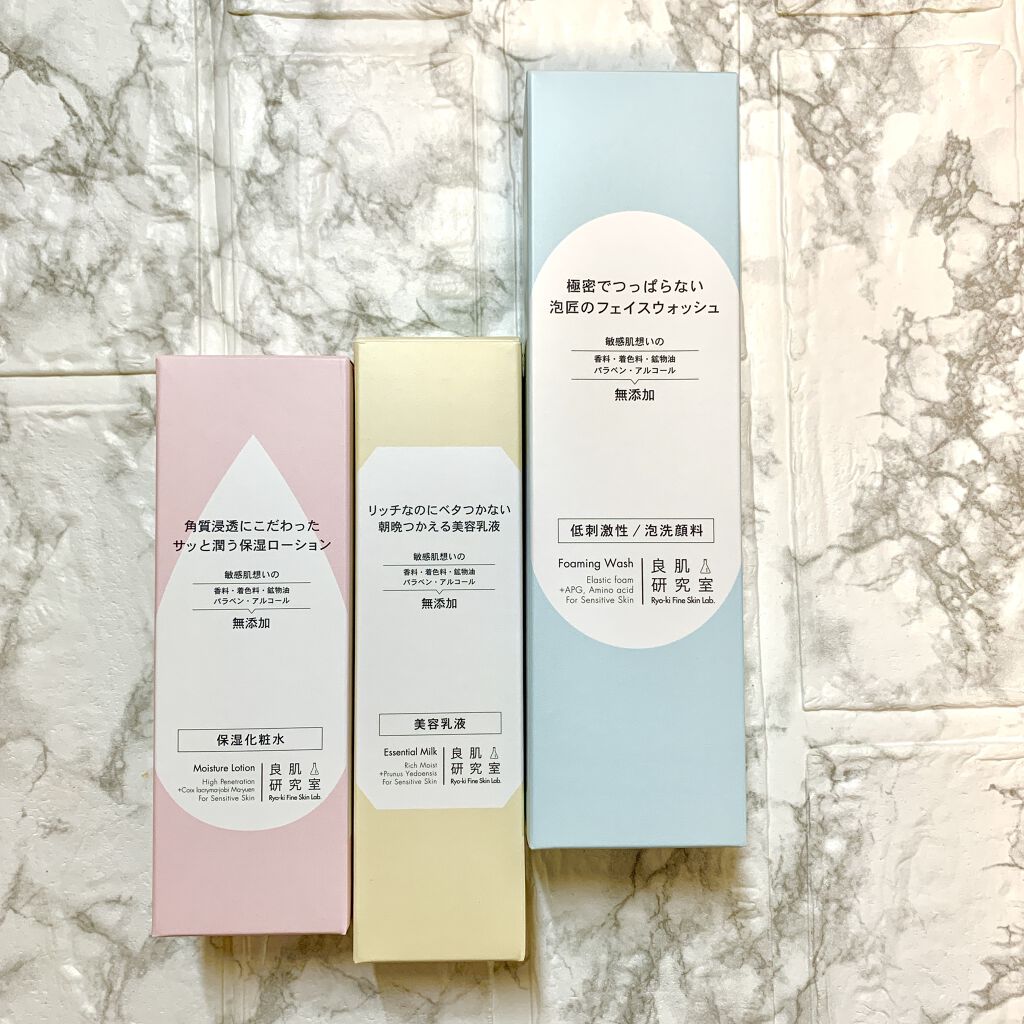 角質浸透にこだわった
サッと潤う保湿ローション
敏感肌想いの
香料・着色料・鉱物油
パラベン・アルコール
無添加
保湿化粧水
Moisture Lotion
High Penetration
+Coix lacryma-jobi Ma-yuen
For Sensitive Skin
良肌
研究室
Ryo-ki Fine Skin Lab.
リッチなのにベタつかない
朝晩つかえる美容乳液
敏感肌想いの
香料・着色料・鉱物油
パラベン・アルコール
無添加
美容乳液
Essential Milk
Rich Moist
+Prunus Yedoensis
For Sensitive Skin
良肌
研究室
Ryo-ki Fine Skin Lab.
極密でつっぱらない
泡匠のフェイスウォッシュ
敏感肌想いの
香料・着色料・鉱物油
パラベン・アルコール
無添加
低刺激性/泡洗顔料
Foaming Wash
Elastic foam
+APG, Amino acid
For Sensitive Skin
良肌
研究室
Ryo-ki Fine Skin Lab.